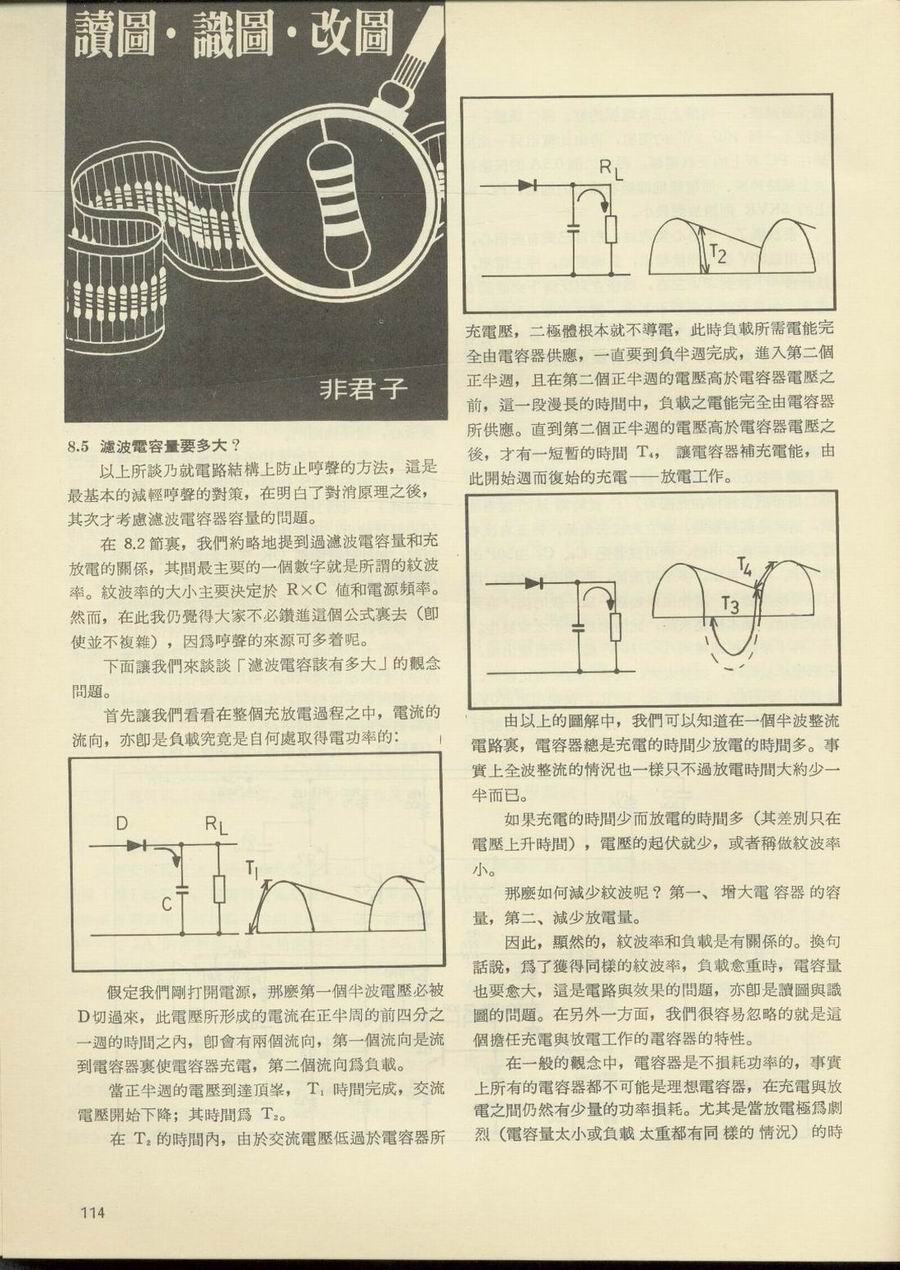 讀圖·識圖·改圖
非君子
8.5 濾波電容量要多大？
以上所談乃就電路結構上防止哼聲的方法，這是
最基本的減輕哼聲的對策，在明白了對消原理之後，
其次才考慮濾波電容器容量的問題。
在 8.2 節裏，我們約略地提到過濾波電容量和充
放電的關係，其間最主要的一個數字就是所謂的紋波
率。紋波率的大小主要決定於 R×C 值和電源頻率。
然而，在此我仍覺得大家不必鑽進這個公式裏去（卽
使並不複雜），因爲哼聲的來源可多着呢。
下面讓我們來談談「濾波電容該有多大」的觀念
問題。
首先讓我們看看在整個充放電過程之中，電流的
流向，亦卽是負載究竟是自何處取得電功率的：
D
RL
C
T1
假定我們剛打開電源，那麼第一個半波電壓必被
D切過來，此電壓所形成的電流在正半周的前四分之
一週的時間之內，卽會有兩個流向，第一個流向是流
到電容器裏使電容器充電，第二個流向爲負載。
當正半週的電壓到達頂峯， T₁ 時間完成，交流
電壓開始下降；其時間爲 T₂。
在 T₂ 的時間內，由於交流電壓低過於電容器所
RL
T2
充電壓，二極體根本就不導電，此時負載所需電能完
全由電容器供應，一直要到負半週完成，進入第二個
正半週，且在第二個正半週的電壓高於電容器電壓之
前，這一段漫長的時間中，負載之電能完全由電容器
所供應。直到第二個正半週的電壓高於電容器電壓之
後，才有一短暫的時間 T₄， 讓電容器補充電能，由
此開始週而復始的充電——放電工作。
T4
T3
由以上的圖解中，我們可以知道在一個半波整流
電路裏，電容器總是充電的時間少放電的時間多。事
實上全波整流的情況也一樣只不過放電時間大約少一
半而已。
如果充電的時間少而放電的時間多（其差別只在
電壓上升時間），電壓的起伏就少，或者稱做紋波率
小。
那麼如何減少紋波呢？第一、 增大電 容器 的容
量，第二、減少放電量。
因此，顯然的，紋波率和負載是有關係的。換句
話說，爲了獲得同樣的紋波率，負載愈重時，電容量
也要愈大，這是電路與效果的問題，亦卽是讀圖與識
圖的問題。在另外一方面，我們很容易忽略的就是這
個擔任充電與放電工作的電容器的特性。
在一般的觀念中，電容器是不損耗功率的，事實
上所有的電容器都不可能是理想電容器，在充電與放
電之間仍然有少量的功率損耗。尤其是當放電極爲劇
烈（電容量太小或負載 太重都有同 樣的 情況） 的時
114